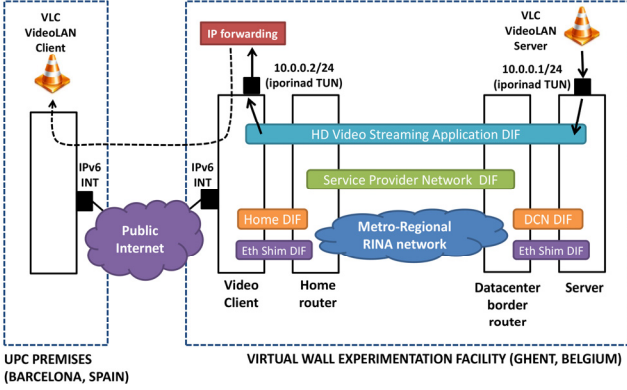 VLC
VideoLAN
Client
IP forwarding
VLC
VideoLAN
Server
10.0.0.2/24
(iporinad TUN)
10.0.0.1/24
(iporinad TUN)
HD Video Streaming Application DIF
IPv6
INT
IPv6
INT
Service Provider Network DIF
Public
Internet
Home DIF
Metro-Regional
RINA network
DCN DIF
Eth Shim DIF
Eth Shim DIF
Video
Client
Home
router
Datacenter
border
router
Server
UPC PREMISES
(BARCELONA, SPAIN)
VIRTUAL WALL EXPERIMENTATION FACILITY (GHENT, BELGIUM)